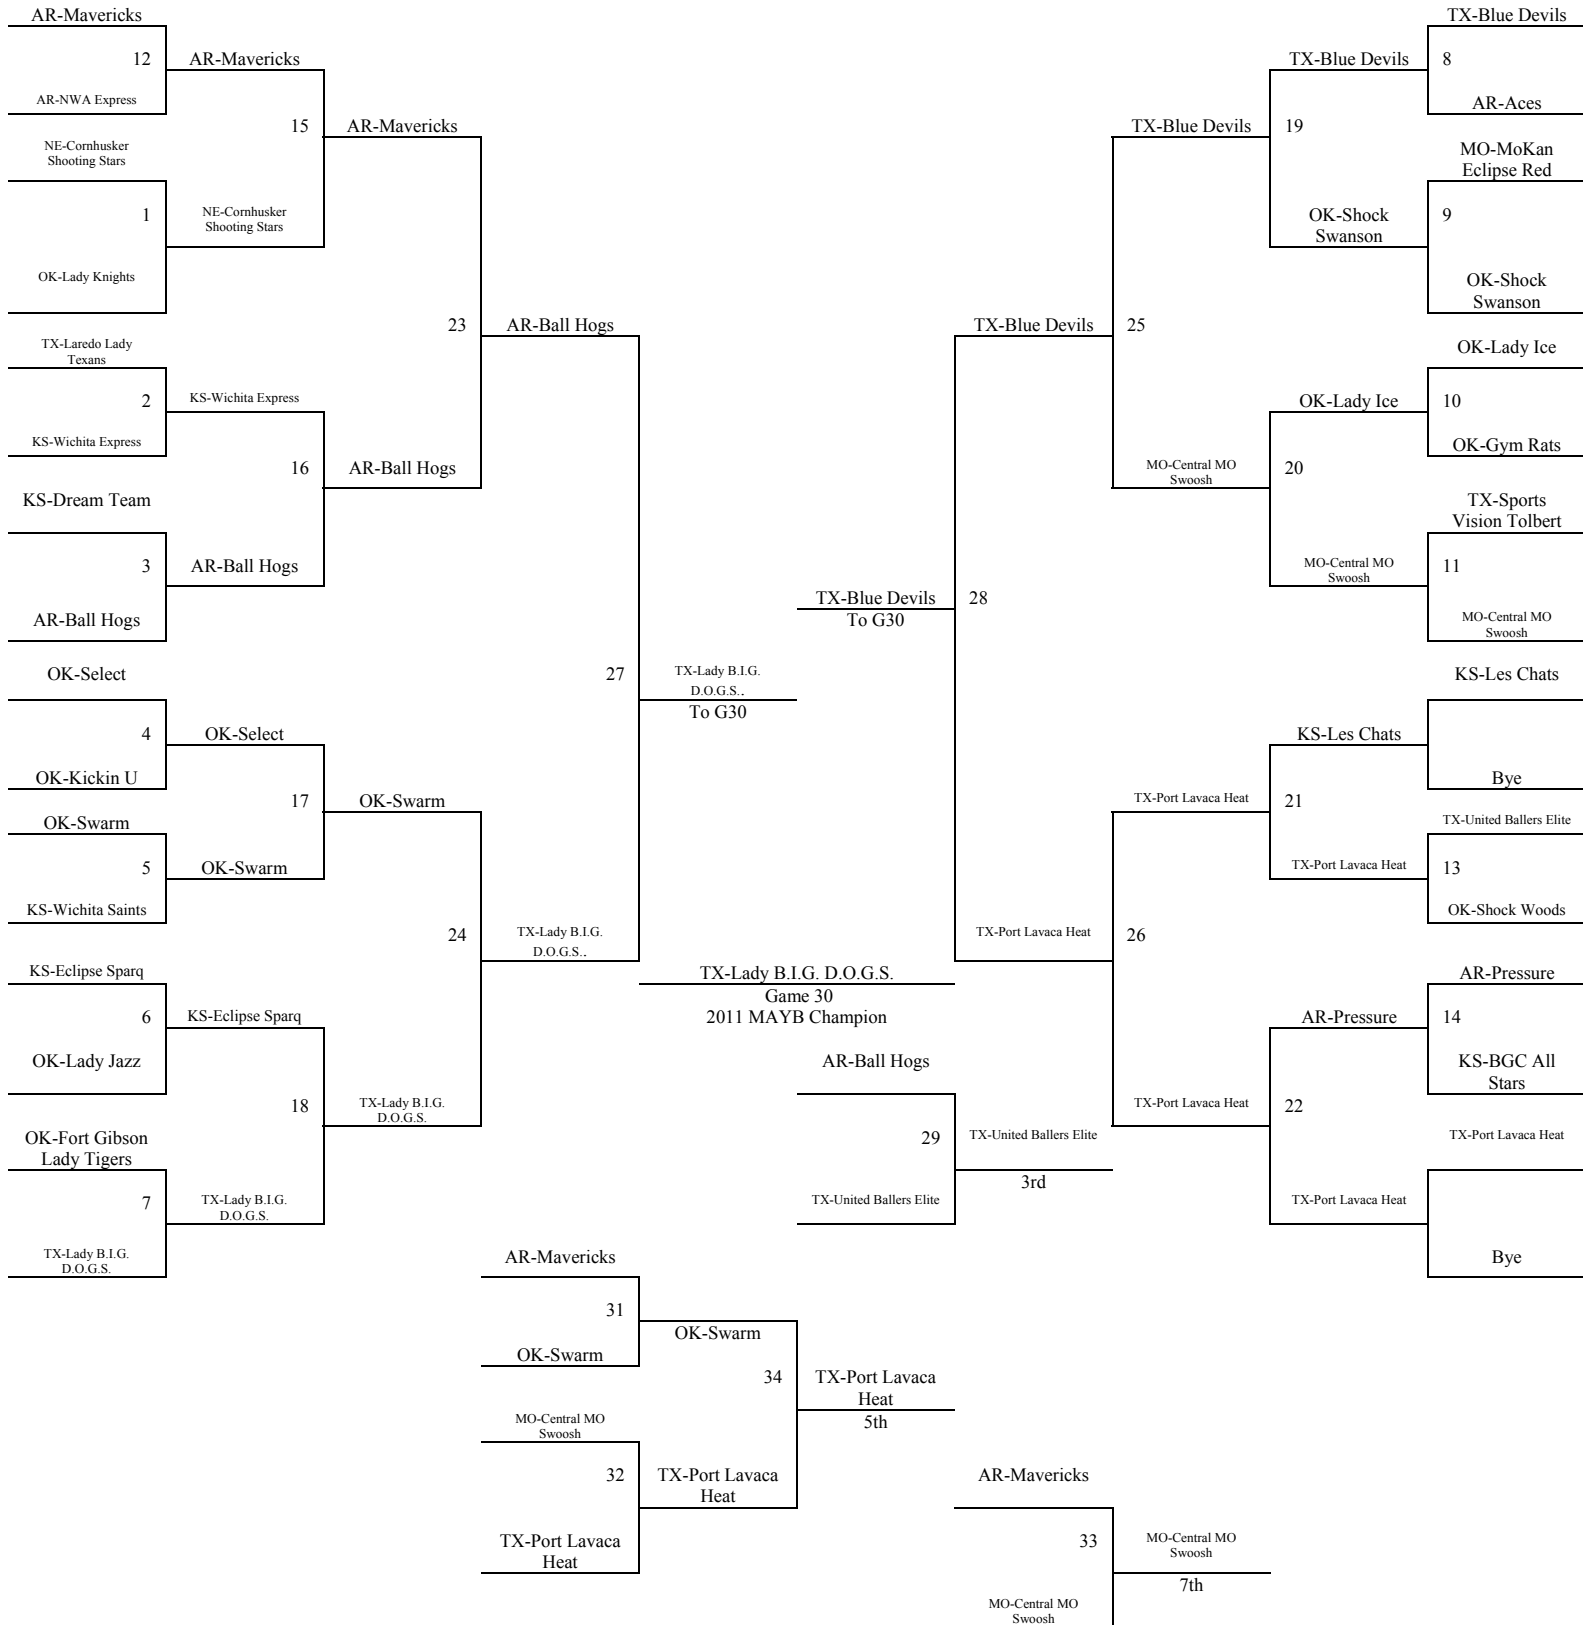 AR-Mavericks
TX-Blue Devils
12
AR-Mavericks
TX-Blue Devils
8
AR-NWA Express
AR-Aces
15
AR-Mavericks
TX-Blue Devils
19
NE-Cornhusker
Shooting Stars
MO-MoKan
Eclipse Red
1
NE-Cornhusker
Shooting Stars
OK-Shock
Swanson
9
OK-Lady Knights
OK-Shock
Swanson
23
AR-Ball Hogs
TX-Blue Devils
25
TX-Laredo Lady
Texans
OK-Lady Ice
2
KS-Wichita Express
OK-Lady Ice
10
KS-Wichita Express
OK-Gym Rats
16
AR-Ball Hogs
MO-Central MO
Swoosh
20
KS-Dream Team
TX-Sports
Vision Tolbert
3
AR-Ball Hogs
MO-Central MO
Swoosh
11
TX-Blue Devils
28
To G30
AR-Ball Hogs
MO-Central MO
Swoosh
OK-Select
27
TX-Lady B.I.G.
D.O.G.S..
To G30
KS-Les Chats
4
OK-Select
KS-Les Chats
OK-Kickin U
Bye
17
OK-Swarm
TX-Port Lavaca Heat
21
OK-Swarm
TX-United Ballers Elite
5
OK-Swarm
TX-Port Lavaca Heat
13
KS-Wichita Saints
OK-Shock Woods
24
TX-Lady B.I.G.
D.O.G.S..
TX-Port Lavaca Heat
26
KS-Eclipse Sparq
TX-Lady B.I.G. D.O.G.S.
AR-Pressure
Game 30
2011 MAYB Champion
6
KS-Eclipse Sparq
AR-Pressure
14
OK-Lady Jazz
AR-Ball Hogs
KS-BGC All
Stars
18
TX-Lady B.I.G.
D.O.G.S.
TX-Port Lavaca Heat
22
OK-Fort Gibson
Lady Tigers
29
TX-United Ballers Elite
3rd
TX-Port Lavaca Heat
7
TX-Lady B.I.G.
D.O.G.S.
TX-United Ballers Elite
TX-Port Lavaca Heat
TX-Lady B.I.G.
D.O.G.S.
Bye
AR-Mavericks
31
OK-Swarm
OK-Swarm
34
TX-Port Lavaca
Heat
5th
MO-Central MO
Swoosh
32
TX-Port Lavaca
Heat
TX-Port Lavaca
Heat
AR-Mavericks
33
MO-Central MO
Swoosh
7th
MO-Central MO
Swoosh